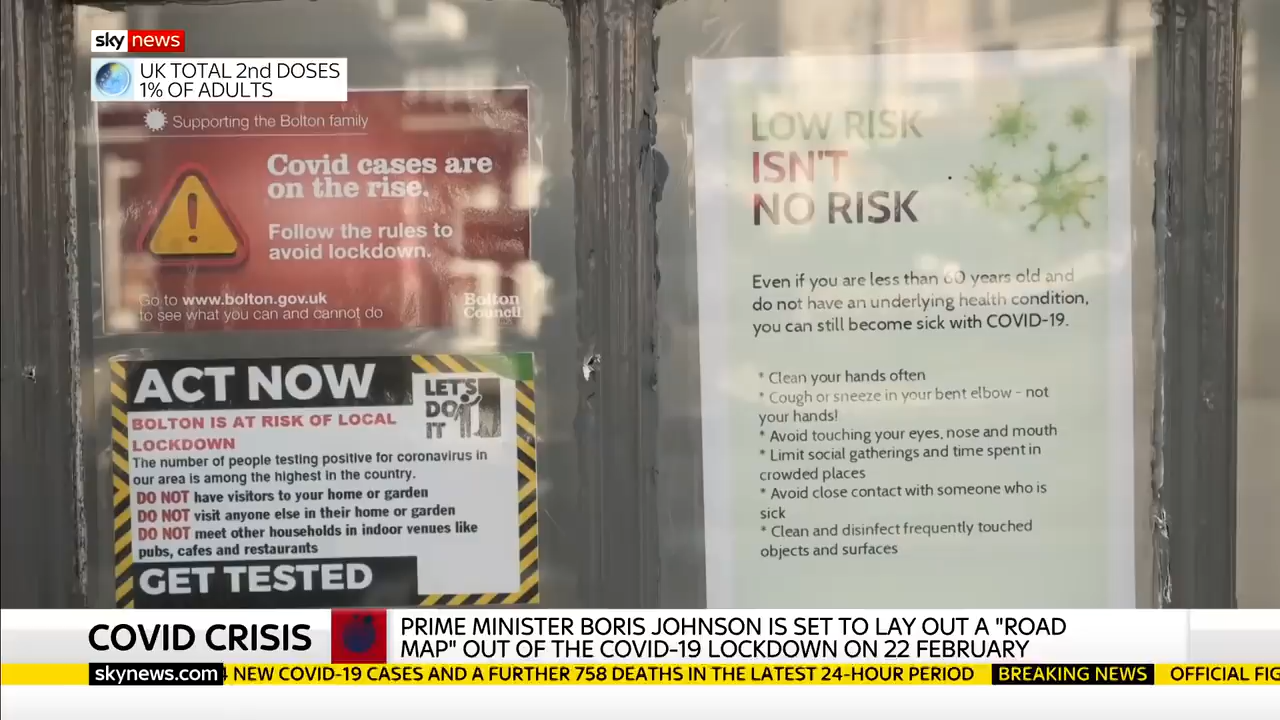 sky news
UK TOTAL 2nd DOSES
1% OF ADULTS
Supporting the Bolton family
Covid cases are
on the rise.
Follow the rules to
avoid lockdown.
Go to www.bolton.gov.uk
to see what you can and cannot do
Bolton
Council
ACT NOW
LET'S
DO
IT
BOLTON IS AT RISK OF LOCAL
LOCKDOWN
The number of people testing positive for coronavirus in
our area is among the highest in the country.
DO NOT have visitors to your home or garden
DO NOT visit anyone else in their home or garden
DO NOT meet other households in indoor venues like
pubs, cafes and restaurants
GET TESTED
LOW RISK
ISN'T
NO RISK
Even if you are less than 60 years old and
do not have an underlying health condition,
you can still become sick with COVID-19.
* Clean your hands often
* Cough or sneeze in your bent elbow - not
your hands!
* Avoid touching your eyes, nose and mouth
* Limit social gatherings and time spent in
crowded places
* Avoid close contact with someone who is
sick
* Clean and disinfect frequently touched
objects and surfaces
COVID CRISIS
PRIME MINISTER BORIS JOHNSON IS SET TO LAY OUT A "ROAD
MAP" OUT OF THE COVID-19 LOCKDOWN ON 22 FEBRUARY
skynews.com NEW COVID-19 CASES AND A FURTHER 758 DEATHS IN THE LATEST 24-HOUR PERIOD BREAKING NEWS OFFICIAL